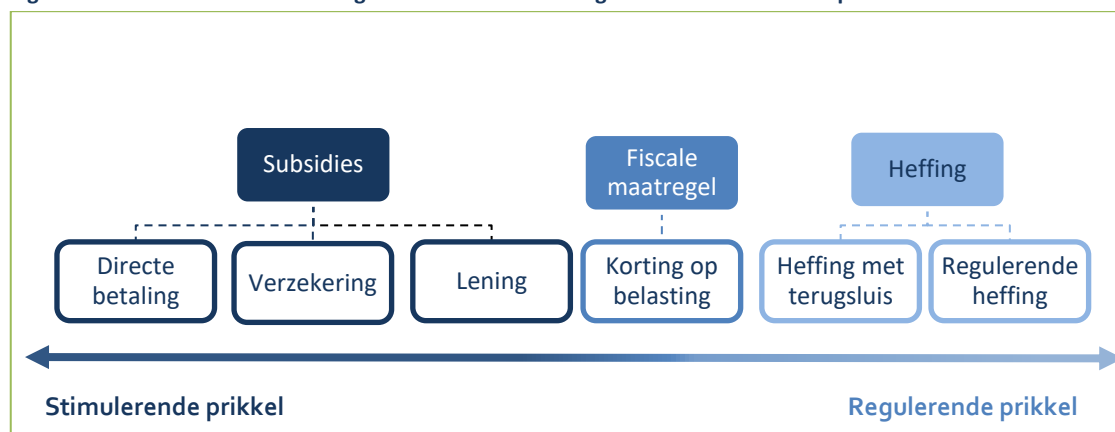 Subsidies
Fiscale
maatregel
Heffing
Directe
betaling
Verzekering
Lening
Korting op
belasting
Heffing met
terugsluis
Regulerende
heffing
Stimulerende prikkel
Regulerende prikkel